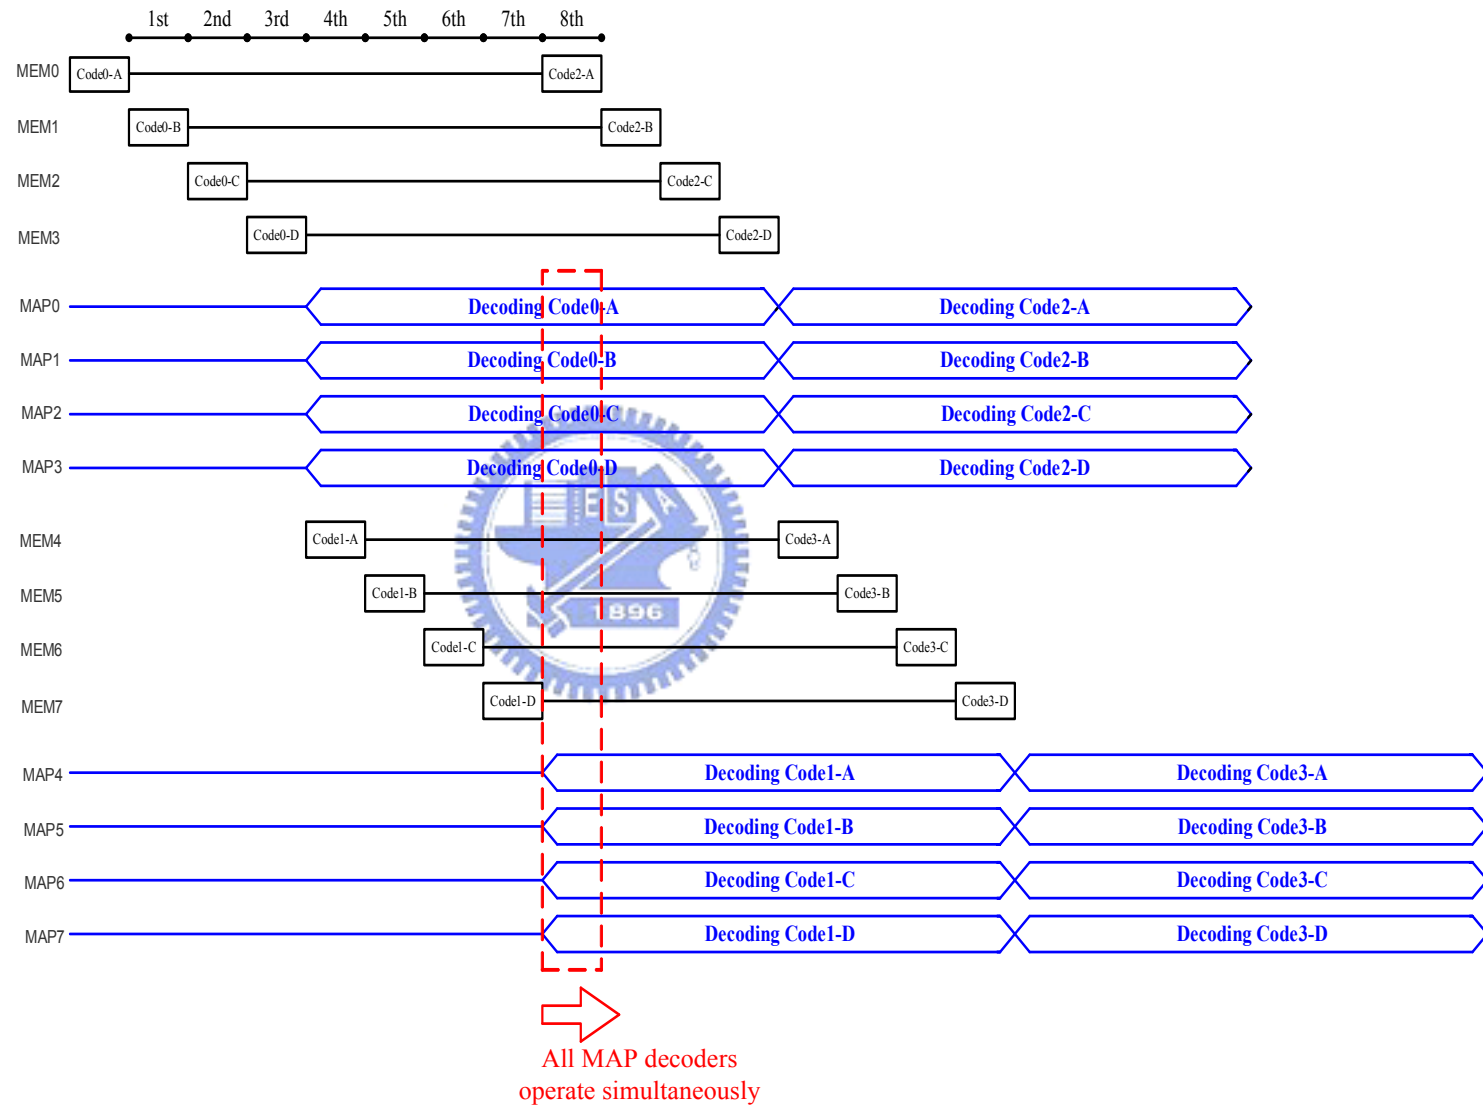 1st 2nd 3rd 4th 5th 6th 7th 8th
MEM0 Code0-A Code2-A
MEM1 Code0-B Code2-B
MEM2 Code0-C Code2-C
MEM3 Code0-D Code2-D
MAP0 Decoding Code0-A Decoding Code2-A
MAP1 Decoding Code0-B Decoding Code2-B
MAP2 Decoding Code0-C Decoding Code2-C
MAP3 Decoding Code0-D Decoding Code2-D
ESA
MEM4 Code1-A Code3-A
MEM5 Code1-B Code3-B
1896
MEM6 Code1-C Code3-C
MEM7 Code1-D Code3-D
MAP4 Decoding Code1-A Decoding Code3-A
MAP5 Decoding Code1-B Decoding Code3-B
MAP6 Decoding Code1-C Decoding Code3-C
MAP7 Decoding Code1-D Decoding Code3-D
All MAP decoders
operate simultaneously